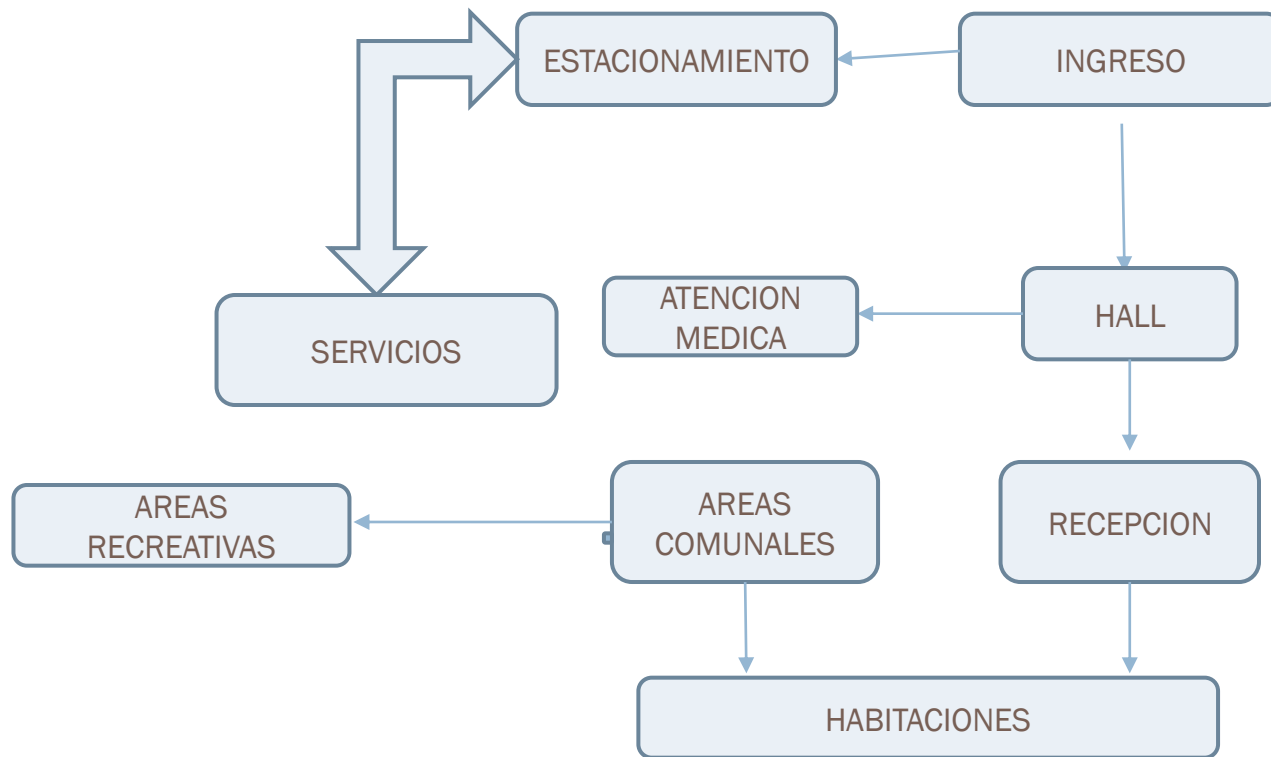 ESTACIONAMIENTO
INGRESO
ATENCION
MEDICA
HALL
SERVICIOS
AREAS
RECREATIVAS
AREAS
COMUNALES
RECEPCION
HABITACIONES